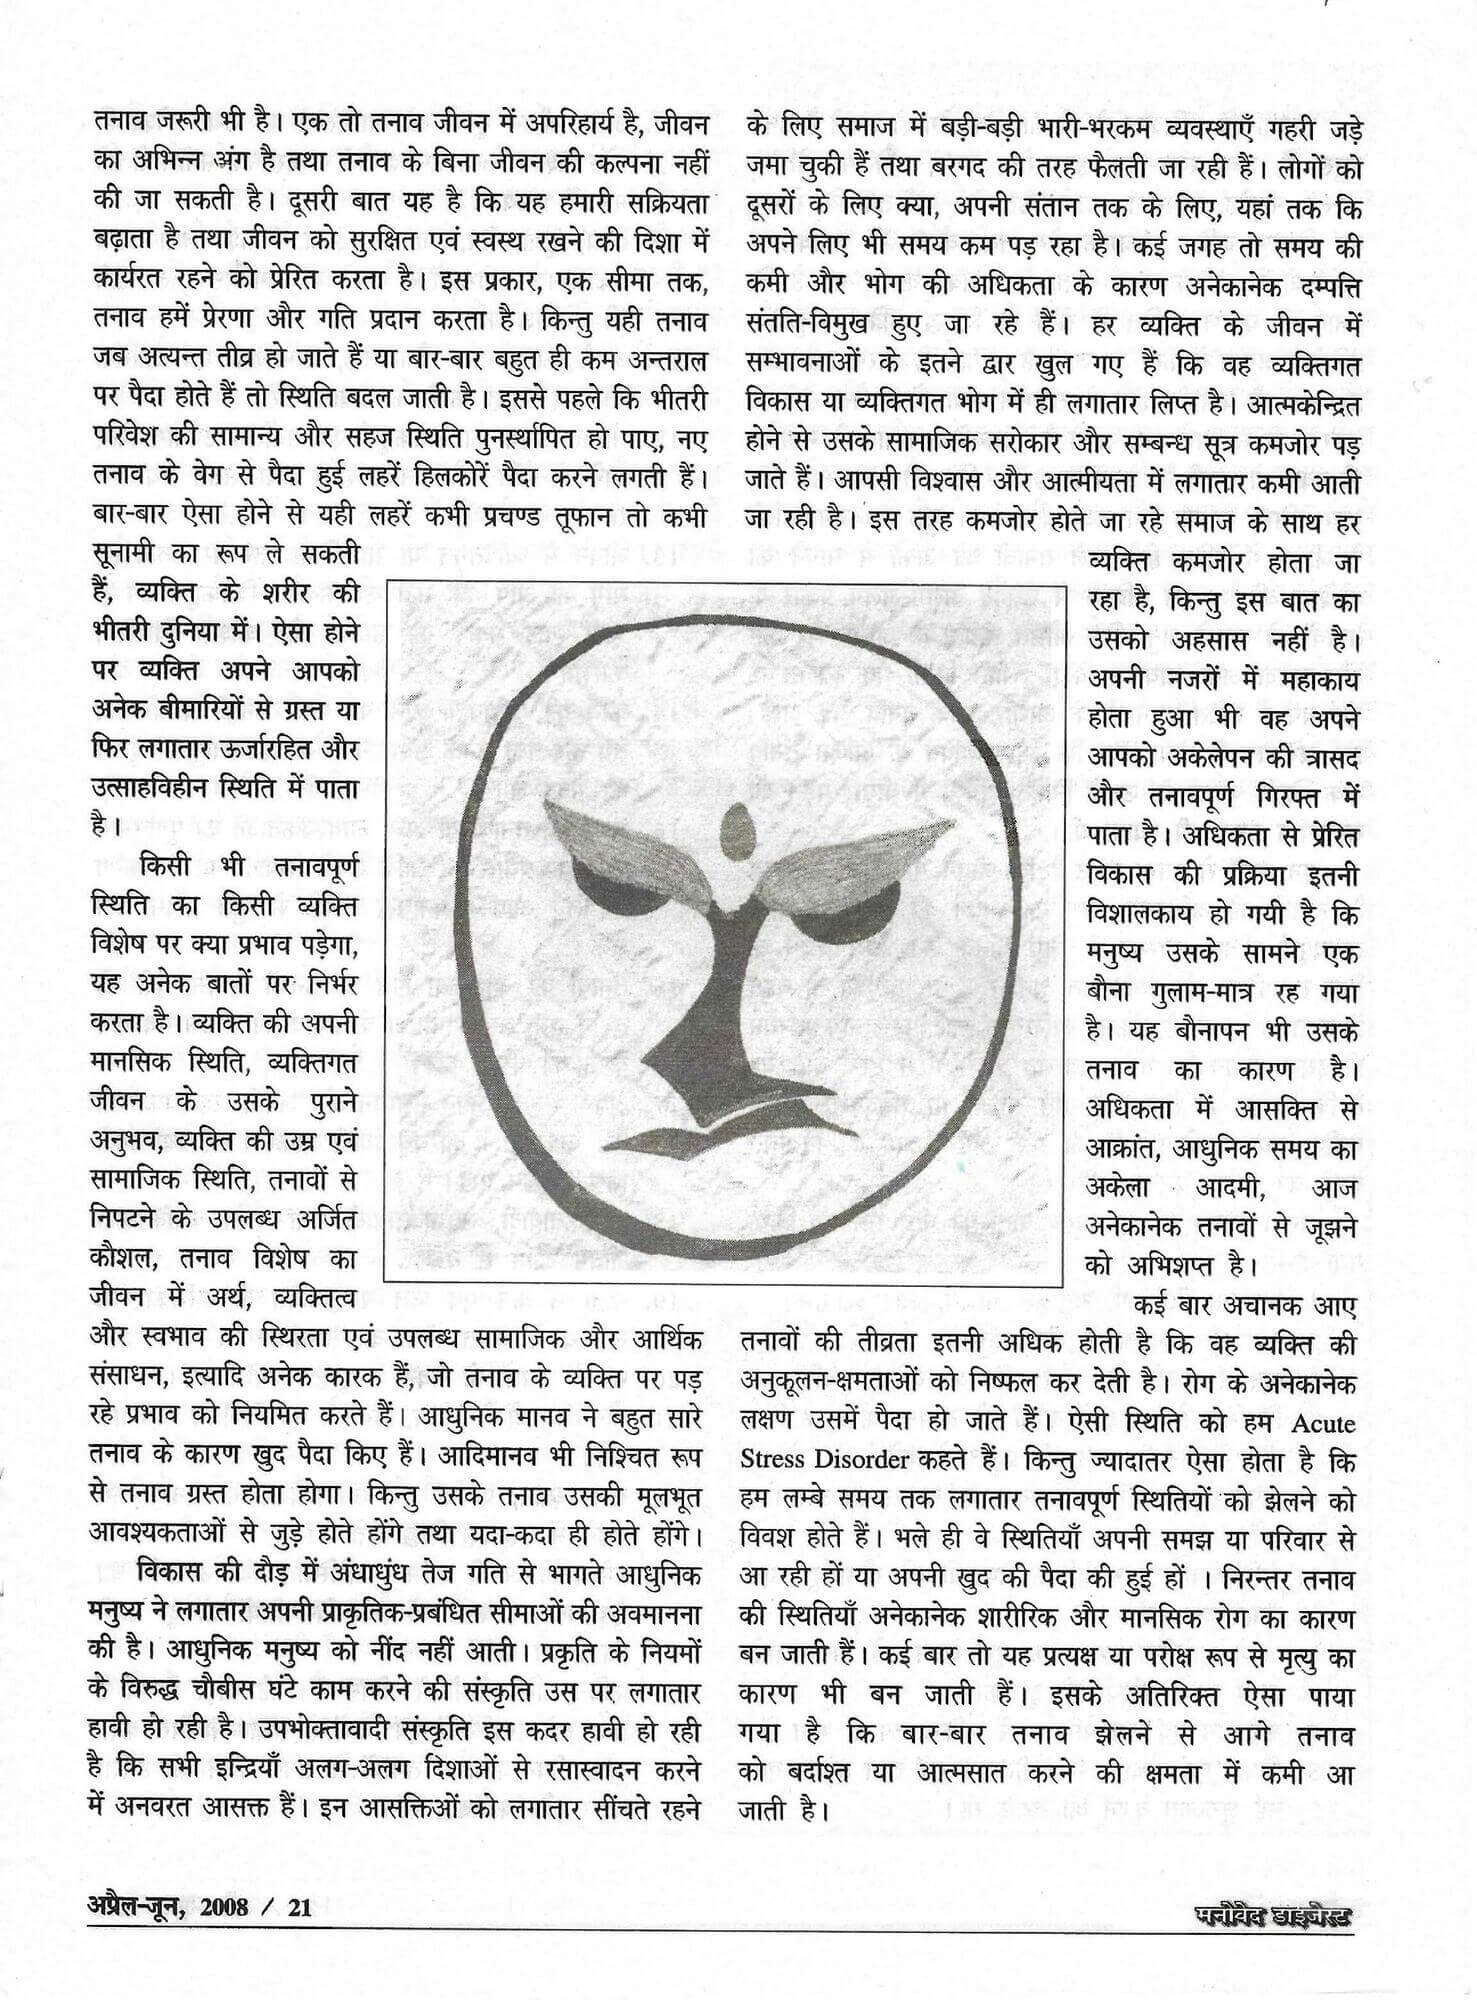 तनाव जरूरी भी है। एक तो तनाव जीवन में अपरिहार्य है, जीवन
का अभिन्न अंग है तथा तनाव के बिना जीवन की कल्पना नहीं
की जा सकती है। दूसरी बात यह है कि यह हमारी सक्रियता
बढ़ाता है तथा जीवन को सुरक्षित एवं स्वस्थ रखने की दिशा में
कार्यरत रहने को प्रेरित करता है। इस प्रकार, एक सीमा तक,
तनाव हमें प्रेरणा और गति प्रदान करता है। किन्तु यही तनाव
जब अत्यन्त तीव्र हो जाते हैं या बार-बार बहुत ही कम अन्तराल
पर पैदा होते हैं तो स्थिति बदल जाती है। इससे पहले कि भीतरी
परिवेश की सामान्य और सहज स्थिति पुनर्स्थापित हो पाए, नए
तनाव के वेग से पैदा हुई लहरें हिलकोरें पैदा करने लगती हैं।
बार-बार ऐसा होने से यही लहरें कभी प्रचण्ड तूफान तो कभी
सूनामी का रूप ले सकती
हैं, व्यक्ति के शरीर की
भीतरी दुनिया में। ऐसा होने
पर व्यक्ति अपने आपको
अनेक बीमारियों से ग्रस्त या
फिर लगातार ऊर्जारहित और
उत्साहविहीन स्थिति में पाता
है।
किसी भी तनावपूर्ण
स्थिति का किसी व्यक्ति
विशेष पर क्या प्रभाव पड़ेगा,
यह अनेक बातों पर निर्भर
करता है। व्यक्ति की अपनी
मानसिक स्थिति, व्यक्तिगत
जीवन के उसके पुराने
अनुभव, व्यक्ति की उम्र एवं
सामाजिक स्थिति, तनावों से
निपटने के उपलब्ध अर्जित
कौशल, तनाव विशेष का
जीवन में अर्थ, व्यक्तित्व
और स्वभाव की स्थिरता एवं उपलब्ध सामाजिक और आर्थिक
संसाधन, इत्यादि अनेक कारक हैं, जो तनाव के व्यक्ति पर पड़
रहे प्रभाव को नियमित करते हैं। आधुनिक मानव ने बहुत सारे
तनाव के कारण खुद पैदा किए हैं। आदिमानव भी निश्चित रूप
से तनाव ग्रस्त होता होगा। किन्तु उसके तनाव उसकी मूलभूत
आवश्यकताओं से जुड़े होते होंगे तथा यदा-कदा ही होते होंगे।
विकास की दौड़ में अंधाधुंध तेज गति से भागते आधुनिक
मनुष्य ने लगातार अपनी प्राकृतिक-प्रबंधित सीमाओं की अवमानना
की है। आधुनिक मनुष्य को नींद नहीं आती। प्रकृति के नियमों
के विरुद्ध चौबीस घंटे काम करने की संस्कृति उस पर लगातार
हावी हो रही है। उपभोक्तावादी संस्कृति इस कदर हावी हो रही
है कि सभी इन्द्रियाँ अलग-अलग दिशाओं से रसास्वादन करने
में अनवरत आसक्त हैं। इन आसक्तिओं को लगातार सींचते रहने
के लिए समाज में बड़ी-बड़ी भारी-भरकम व्यवस्थाएँ गहरी जड़े
जमा चुकी हैं तथा बरगद की तरह फैलती जा रही हैं। लोगों को
दूसरों के लिए क्या, अपनी संतान तक के लिए, यहां तक कि
अपने लिए भी समय कम पड़ रहा है। कई जगह तो समय की
कमी और भोग की अधिकता के कारण अनेकानेक दम्पत्ति
संतति-विमुख हुए जा रहे हैं। हर व्यक्ति के जीवन में
सम्भावनाओं के इतने द्वार खुल गए हैं कि वह व्यक्तिगत
विकास या व्यक्तिगत भोग में ही लगातार लिप्त है। आत्मकेन्द्रित
होने से उसके सामाजिक सरोकार और सम्बन्ध सूत्र कमजोर पड़
जाते हैं। आपसी विश्वास और आत्मीयता में लगातार कमी आती
जा रही है। इस तरह कमजोर होते जा रहे समाज के साथ हर
व्यक्ति कमजोर होता जा
रहा है, किन्तु इस बात का
उसको अहसास नहीं है।
अपनी नजरों में महाकाय
होता हुआ भी वह अपने
आपको अकेलेपन की त्रासद
और तनावपूर्ण गिरफ्त में
पाता है। अधिकता से प्रेरित
विकास की प्रक्रिया इतनी
विशालकाय हो गयी है कि
मनुष्य उसके सामने एक
बौना गुलाम-मात्र रह गया
है। यह बौनापन भी उसके
तनाव का कारण है।
अधिकता में आसक्ति से
आक्रांत, आधुनिक समय का
अकेला आदमी, आज
अनेकानेक तनावों से जूझने
को अभिशप्त है।
कई बार अचानक आए
तनावों की तीव्रता इतनी अधिक होती है कि वह व्यक्ति की
अनुकूलन-क्षमताओं को निष्फल कर देती है। रोग के अनेकानेक
लक्षण उसमें पैदा हो जाते हैं। ऐसी स्थिति को हम Acute
Stress Disorder कहते हैं। किन्तु ज्यादातर ऐसा होता है कि
हम लम्बे समय तक लगातार तनावपूर्ण स्थितियों को झेलने को
विवश होते हैं। भले ही वे स्थितियाँ अपनी समझ या परिवार से
आ रही हों या अपनी खुद की पैदा की हुई हों । निरन्तर तनाव
की स्थितियाँ अनेकानेक शारीरिक और मानसिक रोग का कारण
बन जाती हैं। कई बार तो यह प्रत्यक्ष या परोक्ष रूप से मृत्यु का
कारण भी बन जाती हैं। इसके अतिरिक्त ऐसा पाया
गया है कि बार-बार तनाव झेलने से आगे तनाव
को बर्दाश्त या आत्मसात करने की क्षमता में कमी आ
जाती है।
अप्रैल-जून, 2008 / 21
मनोवेद डाइजेस्ट